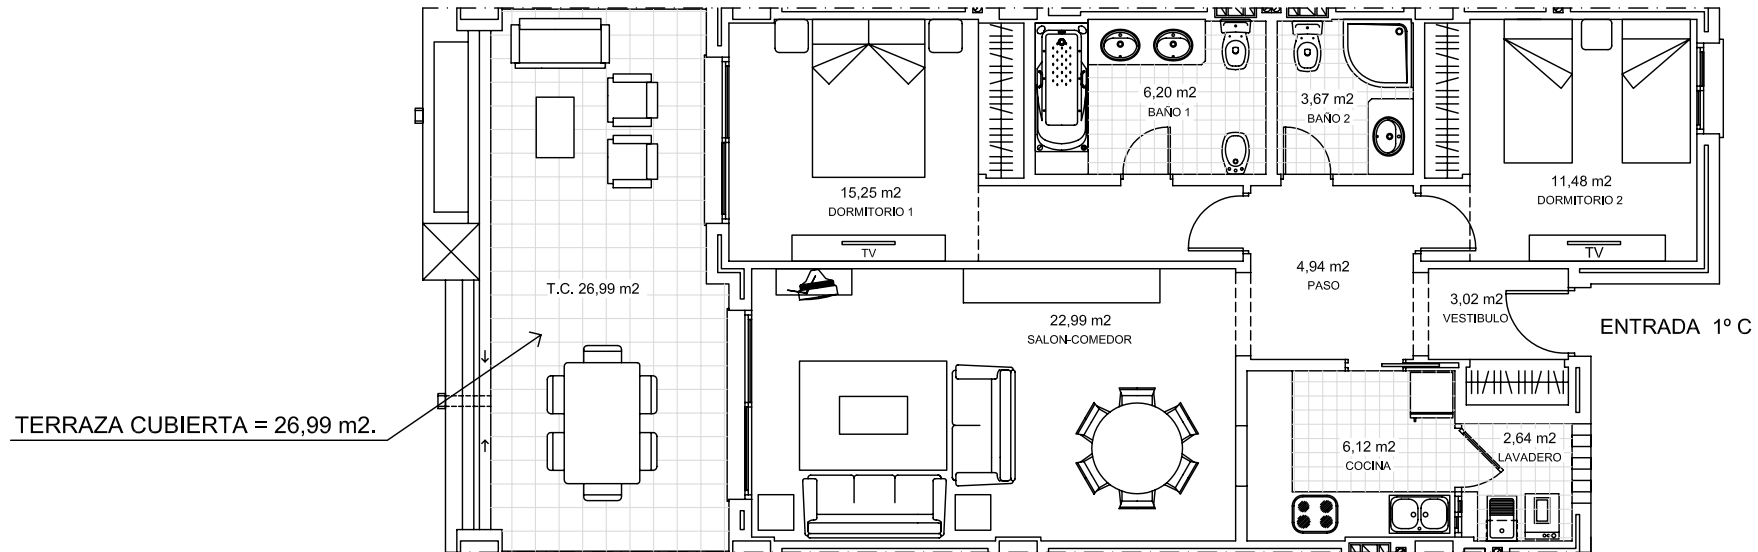 6,20 m2
BAÑO 1
3,67 m2
BAÑO 2
15,25 m2
DORMITORIO 1
TV
11,48 m2
DORMITORIO 2
TV
T.C. 26,99 m2
4,94 m2
PASO
3,02 m2
VESTIBULO
ENTRADA 1º C
22,99 m2
SALON-COMEDOR
TERRAZA CUBIERTA = 26,99 m2.
6,12 m2
COCINA
2,64 m2
LAVADERO